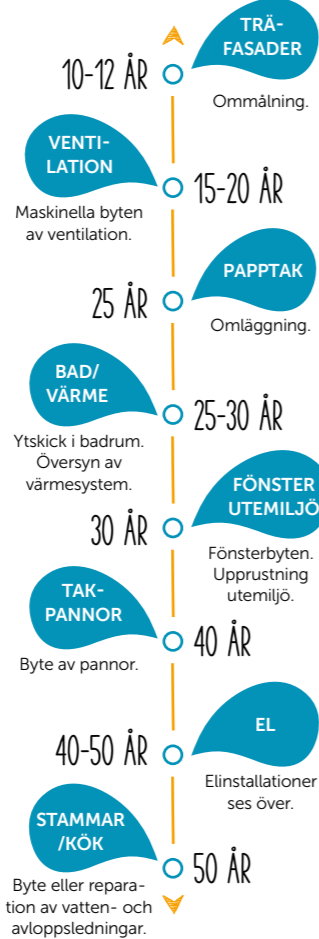 TRÄ-
FASADER
10-12 ÅR
Ommålning.
VENTI-
LATION
15-20 ÅR
Maskinella byten
av ventilation.
PAPPTAK
25 ÅR
Omläggning.
BAD/
VÄRME
25-30 ÅR
Ytskick i badrum.
Översyn av
värmesystem.
FÖNSTER
UTEMILJÖ
30 ÅR
Fönsterbyten.
Upprustning
utemiljö.
TAK-
PANNOR
40 ÅR
Byte av pannor.
EL
40-50 ÅR
Elinstallationer
ses över.
STAMMAR
/KÖK
50 ÅR
Byte eller repara-
tion av vatten- och
avloppsledningar.